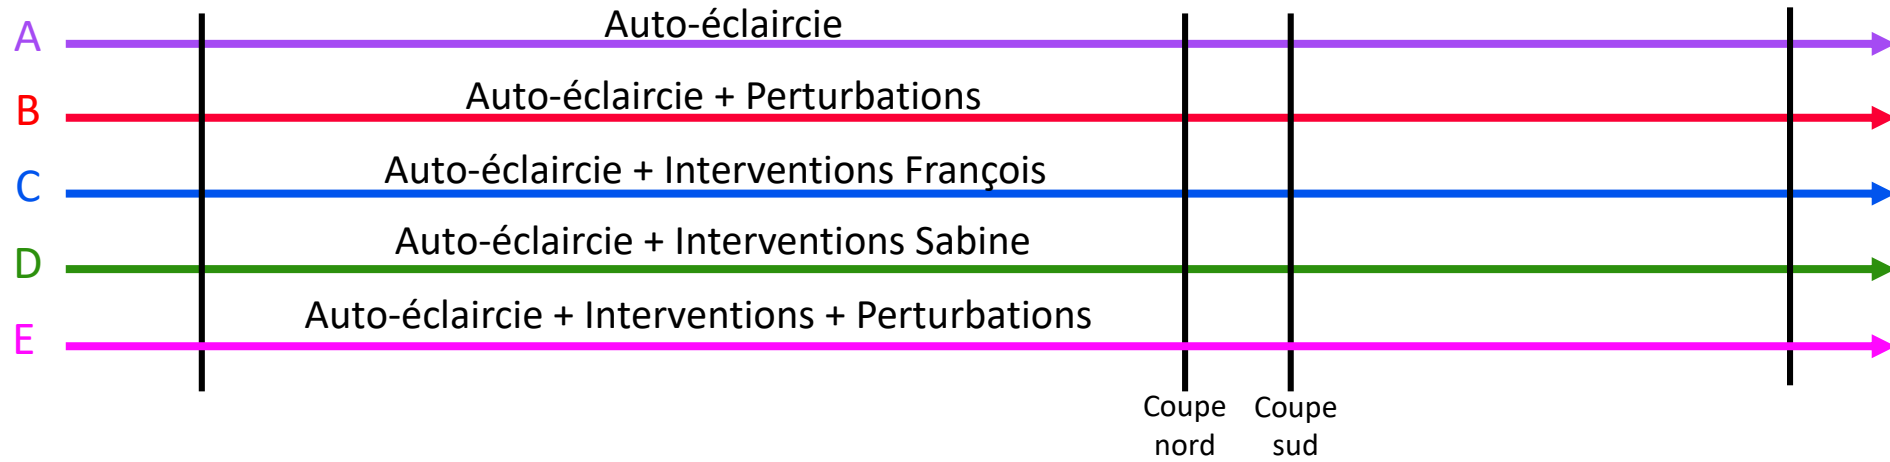 A
Auto-éclaircie
B
Auto-éclaircie + Perturbations
C
Auto-éclaircie + Interventions François
D
Auto-éclaircie + Interventions Sabine
E
Auto-éclaircie + Interventions + Perturbations
Coupe
nord
Coupe
sud